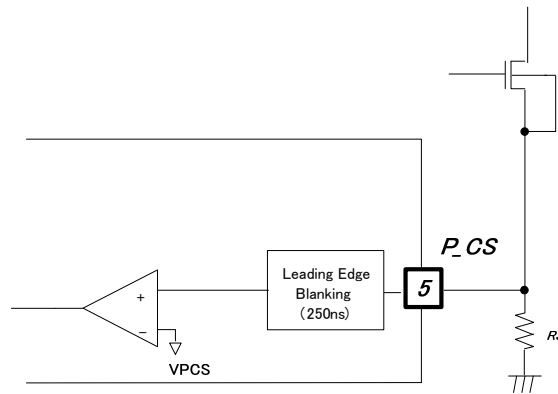 P_CS
5
Leading Edge
Blanking
(250ns)
+
−
VPCS